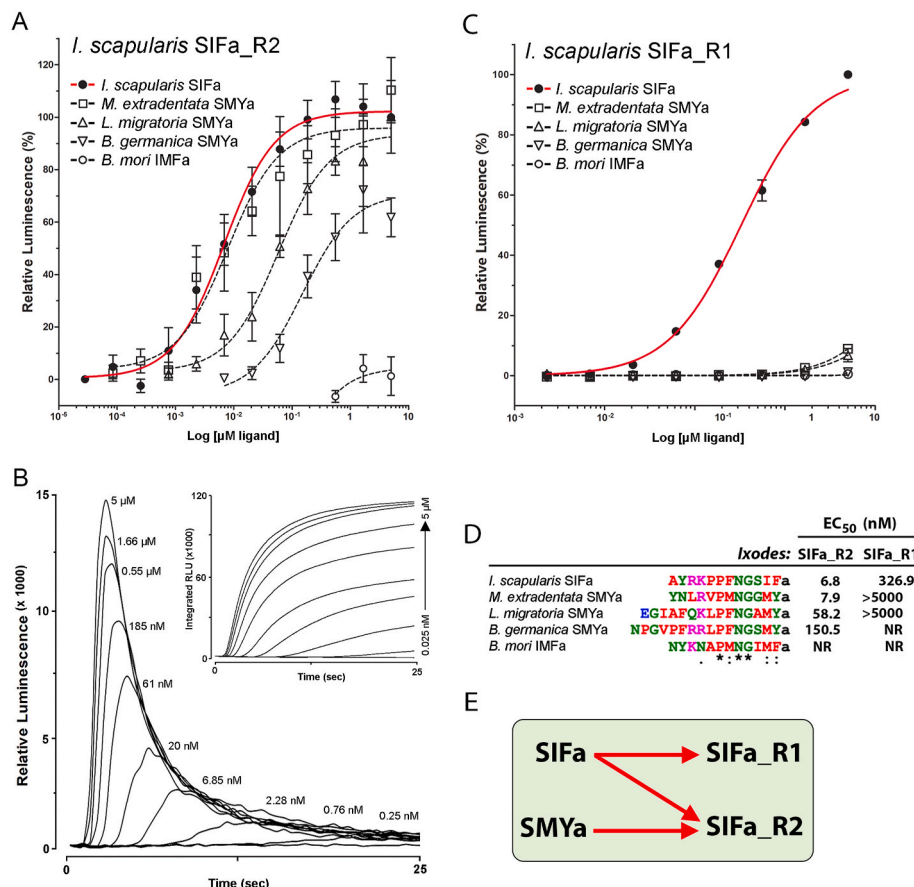 A
I. scapularis SIFa_R2
I. scapularis SIFa
M. extradentata SMYa
L. migratoria SMYa
B. germanica SMYa
B. mori IMFa
Relative Luminescence (%)
120
100
80
60
40
20
0
10-5 10-4 10-3 10-2 10-1 1 10
Log [µM ligand]
C
I. scapularis SIFa_R1
I. scapularis SIFa
M. extradentata SMYa
L. migratoria SMYa
B. germanica SMYa
B. mori IMFa
Relative Luminescence (%)
100
80
60
40
20
0
10-3 10-2 10-1 1 10
Log [µM ligand]
B
Relative Luminescence (x 1000)
15
10
5
0
5 µM
1.66 µM
0.55 µM
185 nM
61 nM
20 nM
6.85 nM
2.28 nM
0.76 nM
0.25 nM
0 25
Time (sec)
Integrated RLU (x1000)
120
60
0
0 25
Time (sec)
5 µM
0.025 nM
D
EC50 (nM)
Ixodes: SIFa_R2 SIFa_R1
I. scapularis SIFa AYRKPPFNGSIFa 6.8 326.9
M. extradentata SMYa YNLRVPMNGGMYa 7.9 >5000
L. migratoria SMYa EGIAFQKLPFNGAMYa 58.2 >5000
B. germanica SMYa NPGVPFRRLPFNGSMYa 150.5 NR
B. mori IMFa NYKNAPMNGIMFa NR NR
. *:** ::
E
SIFa SIFa_R1
SMYa SIFa_R2